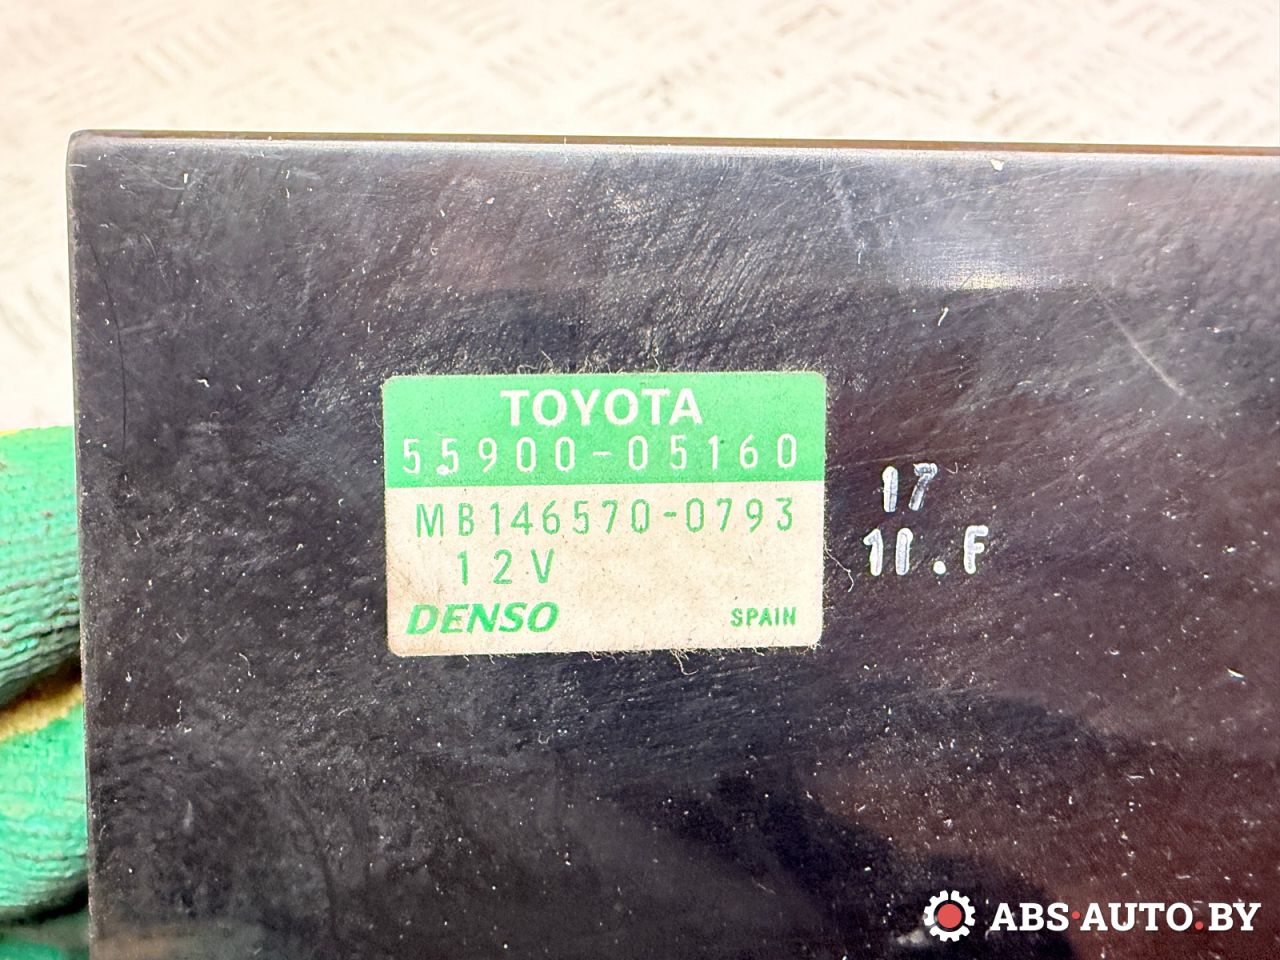 TOYOTA
55900-05160
MB146570-0793
12V
DENSO SPAIN
17
11.F
ABS·AUTO.BY